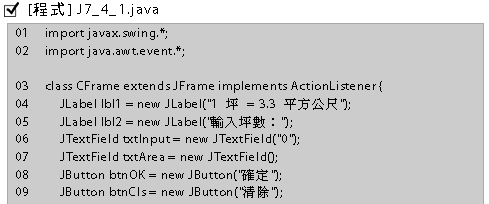 [程式] J7_4_1.java
01 import javax.swing.*;
02 import java.awt.event.*;
03 class CFrame extends JFrame implements ActionListener{
04 JLabel lbl1 = new JLabel("1 坪 = 3.3 平方公尺");
05 JLabel lbl2 = new JLabel("輸入坪數：");
06 JTextField txtInput = new JTextField("0");
07 JTextField txtArea = new JTextField();
08 JButton btnOK = new JButton("確定");
09 JButton btnCls = new JButton("清除");